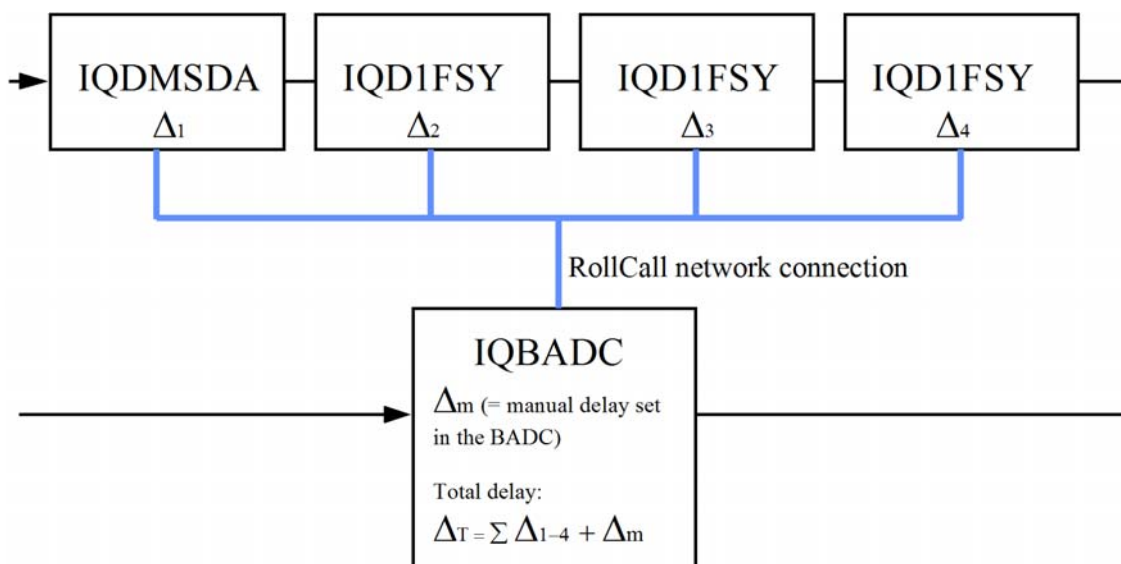 IQDMSDA
Δ1
IQD1FSY
Δ2
IQD1FSY
Δ3
IQD1FSY
Δ4
RollCall network connection
IQBADC
Δm (= manual delay set
in the BADC)
Total delay:
ΔT = ∑ Δ1–4 + Δm